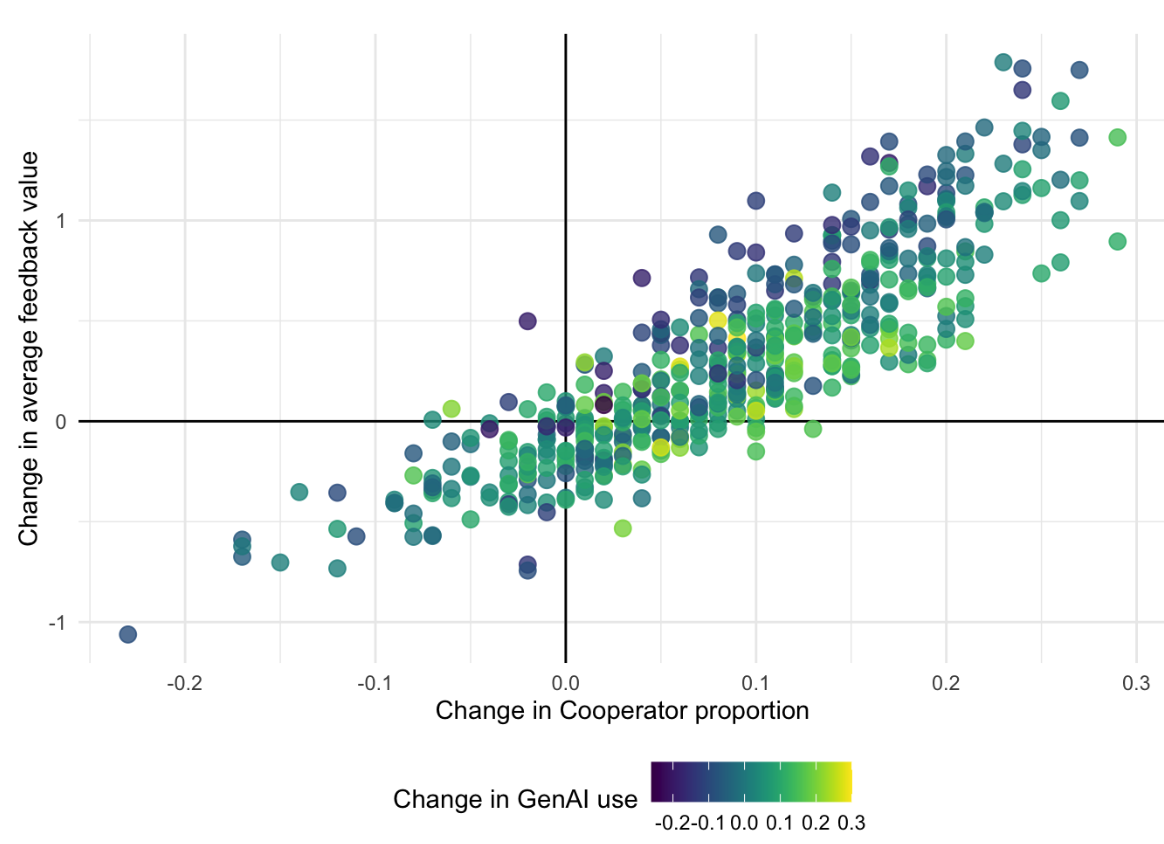 Change in average feedback value
1
0
-1
-0.2 -0.1 0.0 0.1 0.2 0.3
Change in Cooperator proportion
Change in GenAI use
-0.2 -0.1 0.0 0.1 0.2 0.3